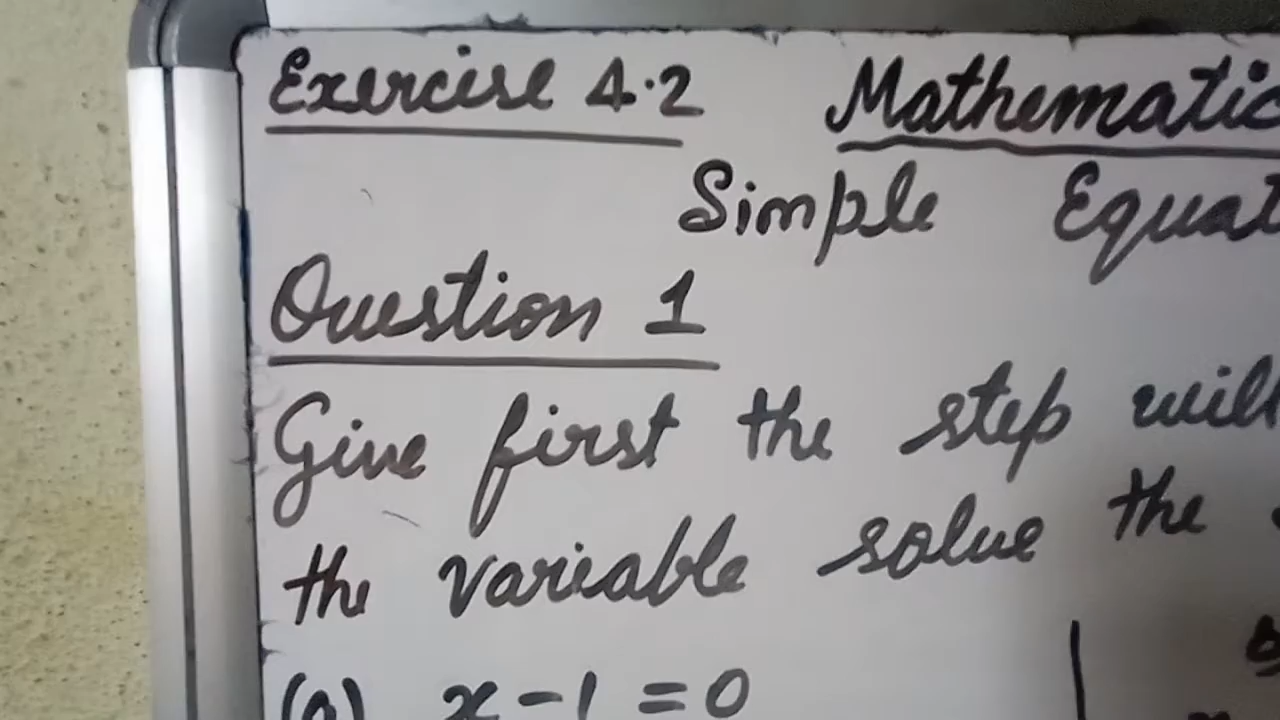 Exercise 4.2 Mathematic
Simple Equat
Question 1
Give first the step will
the variable solve the
(a) x - 1 = 0